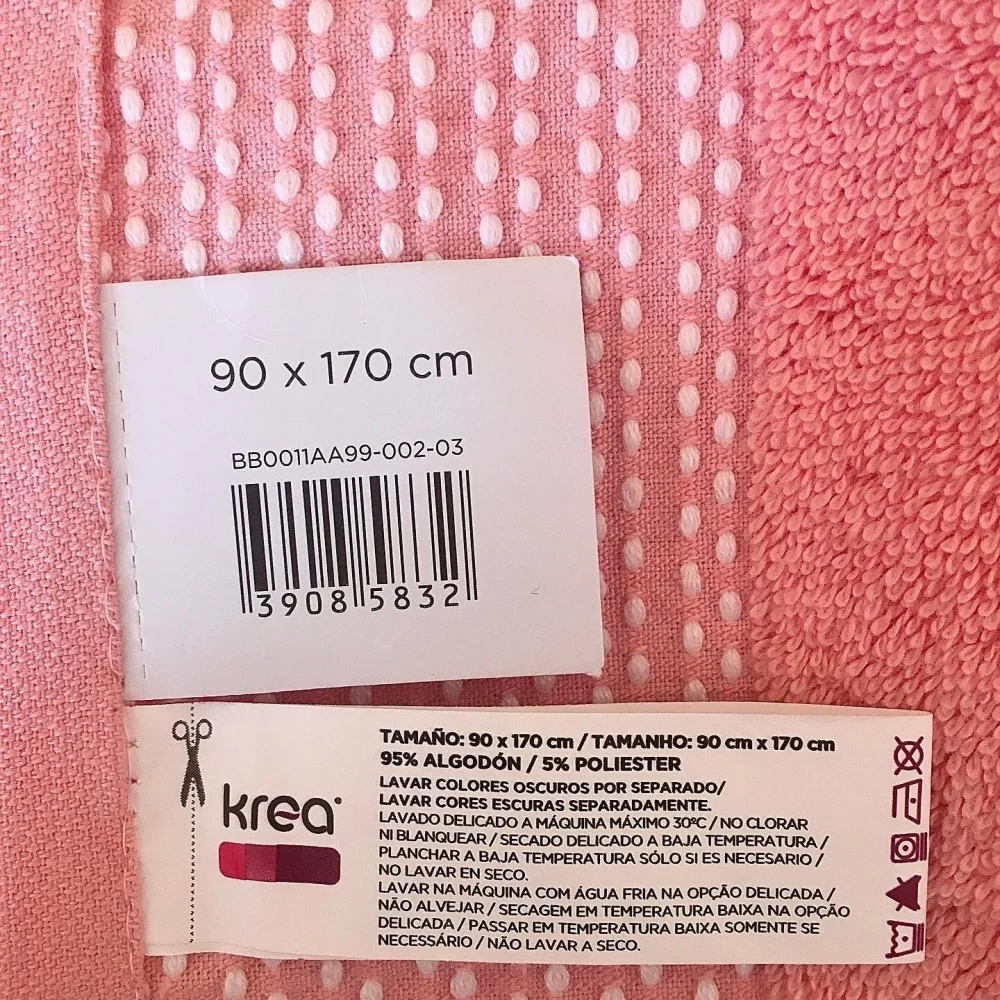 90 x 170 cm
BB0011AA99-002-03
3908 5832
krea
TAMAÑO: 90 x 170 cm / TAMANHO: 90 cm x 170 cm
95% ALGODÓN / 5% POLIESTER
LAVAR COLORES OSCUROS POR SEPARADO/
LAVAR CORES ESCURAS SEPARADAMENTE.
LAVADO DELICADO A MÁQUINA MÁXIMO 30ºC / NO CLORAR
NI BLANQUEAR / SECADO DELICADO A BAJA TEMPERATURA /
PLANCHAR A BAJA TEMPERATURA SÓLO SI ES NECESARIO /
NO LAVAR EN SECO.
LAVAR NA MÁQUINA COM ÁGUA FRIA NA OPÇÃO DELICADA /
NÃO ALVEJAR / SECAGEM EM TEMPERATURA BAIXA NA OPÇÃO
DELICADA / PASSAR EM TEMPERATURA BAIXA SOMENTE SE
NECESSÁRIO / NÃO LAVAR A SECO.